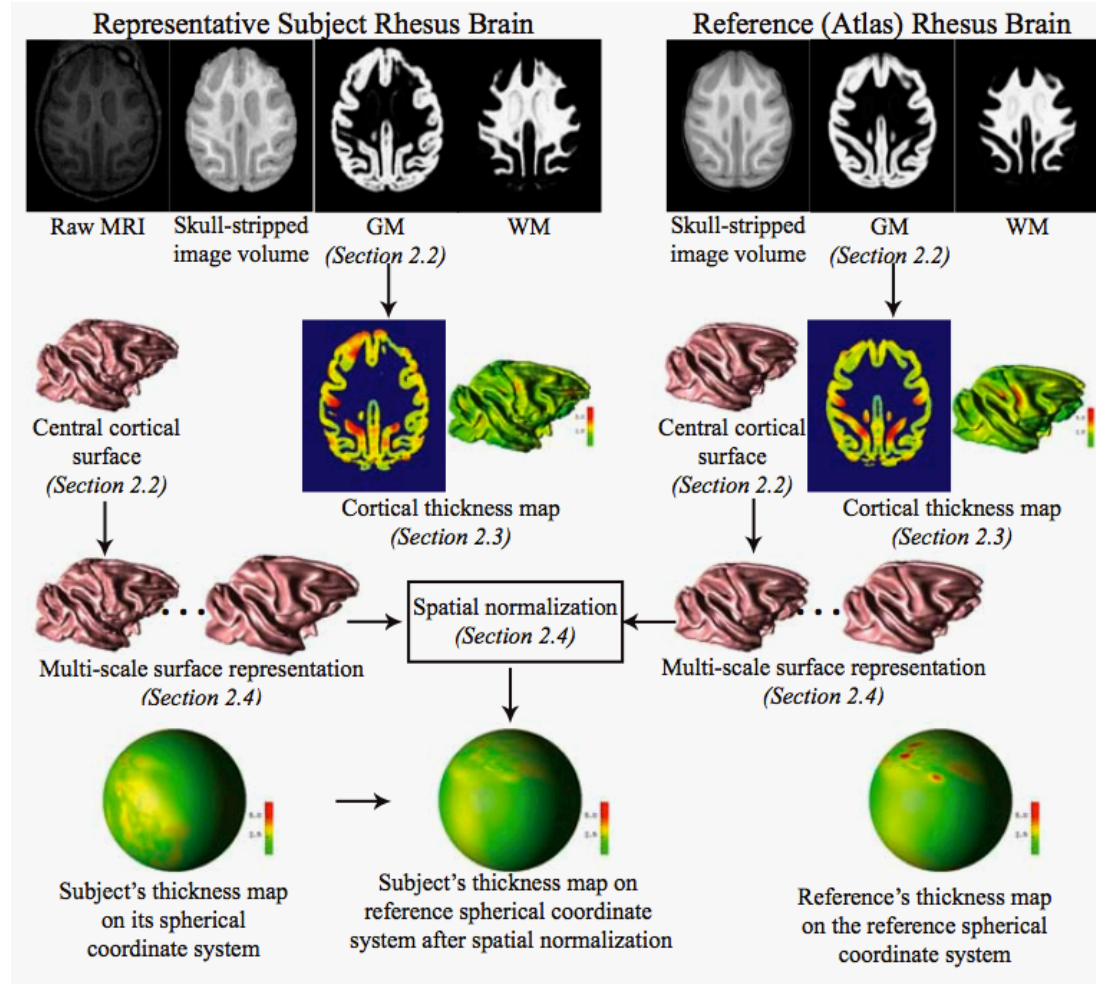 Representative Subject Rhesus Brain
Reference (Atlas) Rhesus Brain
Raw MRI
Skull-stripped
image volume
GM
(Section 2.2)
WM
Skull-stripped
image volume
GM
(Section 2.2)
WM
Central cortical
surface
(Section 2.2)
Cortical thickness map
(Section 2.3)
Central cortical
surface
(Section 2.2)
Cortical thickness map
(Section 2.3)
Multi-scale surface representation
(Section 2.4)
Spatial normalization
(Section 2.4)
Multi-scale surface representation
(Section 2.4)
Subject's thickness map
on its spherical
coordinate system
Subject's thickness map on
reference spherical coordinate
system after spatial normalization
Reference's thickness map
on the reference spherical
coordinate system